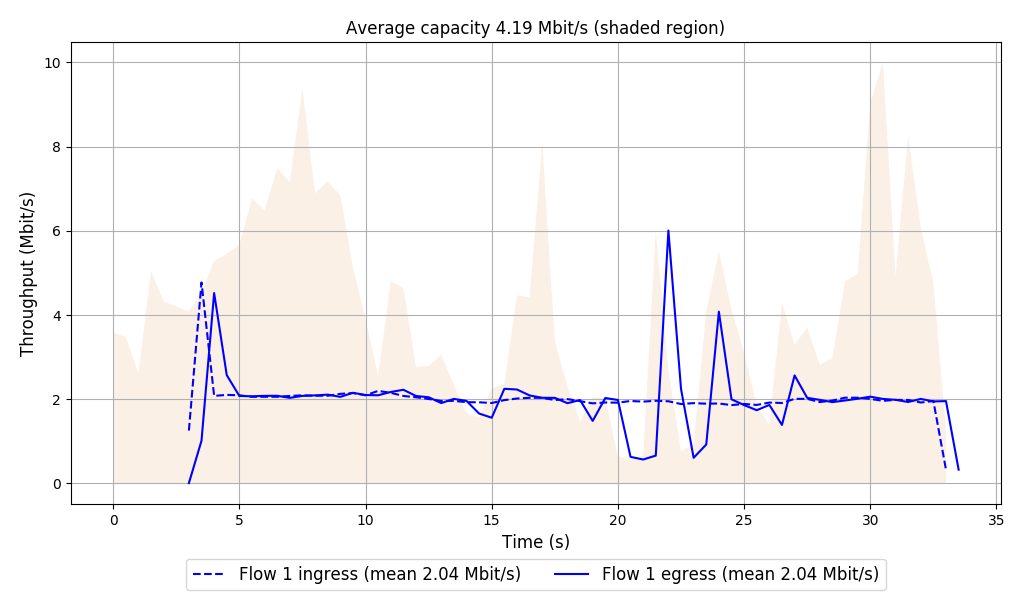 Average capacity 4.19 Mbit/s (shaded region)
Throughput (Mbit/s)
10
8
6
4
2
0
0 5 10 15 20 25 30 35
Time (s)
Flow 1 ingress (mean 2.04 Mbit/s) Flow 1 egress (mean 2.04 Mbit/s)